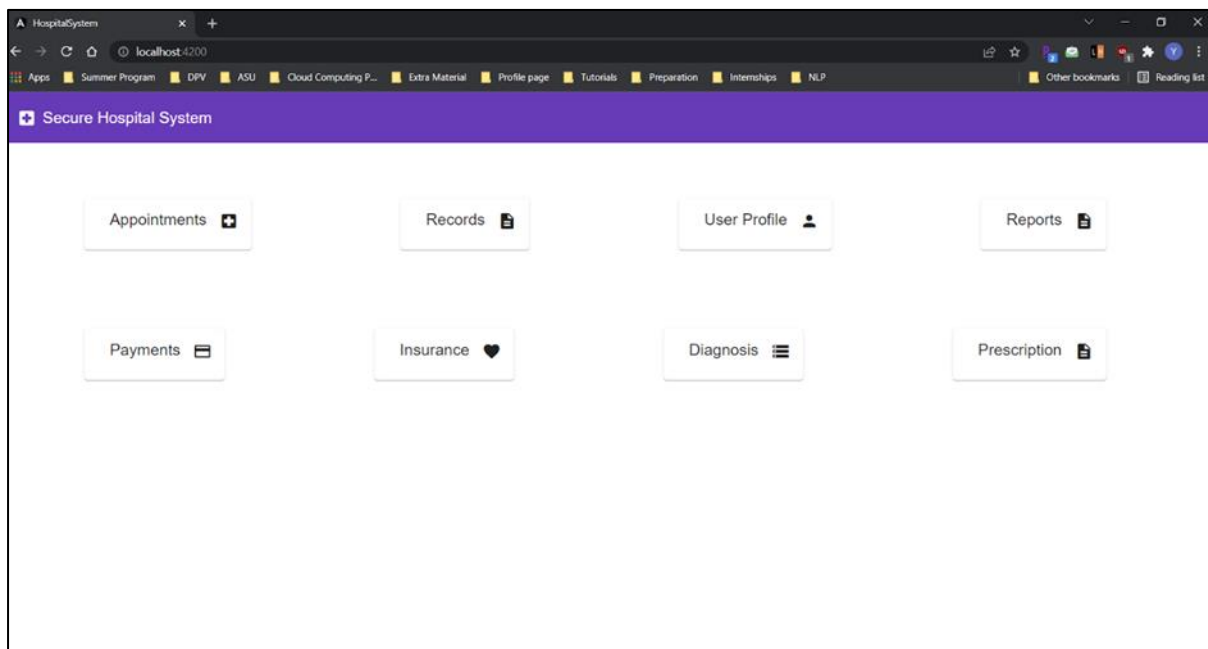 HospitalSystem
localhost:4200
Apps Summer Program DPV ASU Cloud Computing P... Extra Material Profile page Tutorials Preparation Internships NLP Other bookmarks Reading list
Secure Hospital System
Appointments Records User Profile Reports
Payments Insurance Diagnosis Prescription